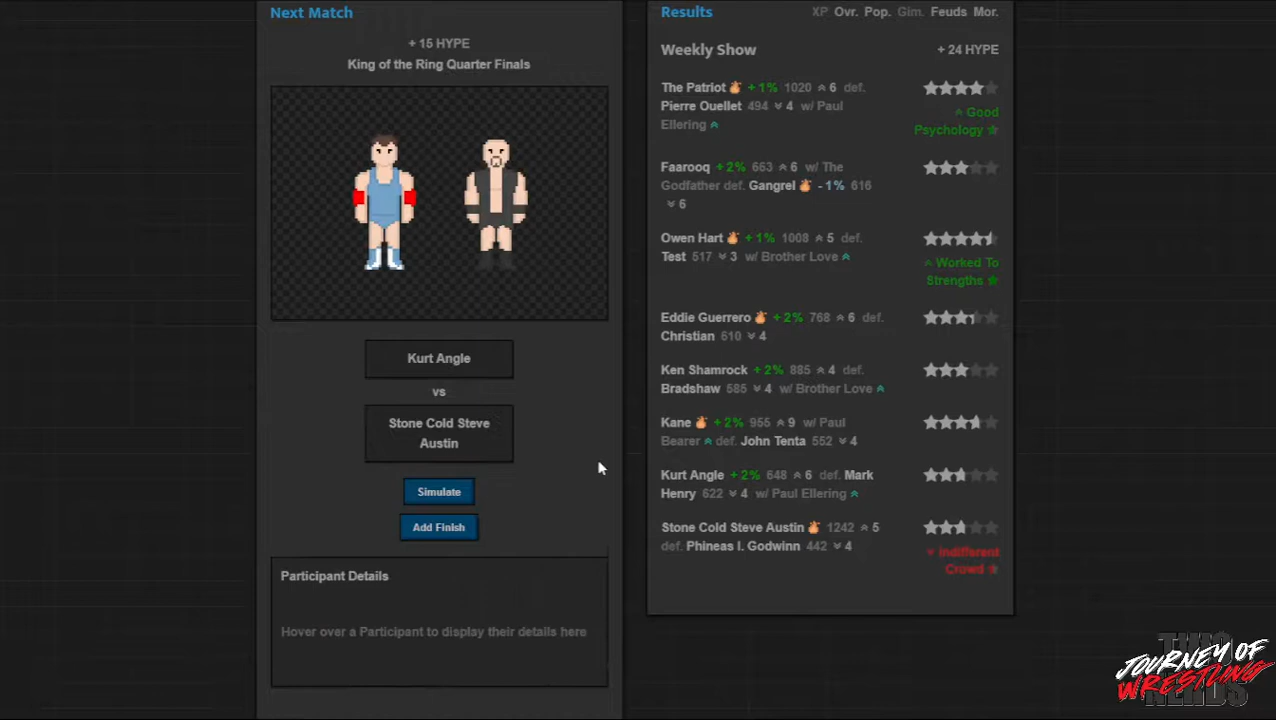 Next Match
+ 15 HYPE
King of the Ring Quarter Finals
Kurt Angle
vs
Stone Cold Steve
Austin
Simulate
Add Finish
Participant Details
Hover over a Participant to display their details here
Results XP Ovr. Pop. Gim. Feuds Mor.
Weekly Show + 24 HYPE
The Patriot + 1% 1020 6 def.
Pierre Ouellet 494 4 w/ Paul
Ellering
Good
Psychology
Faarooq + 2% 663 6 w/ The
Godfather def. Gangrel - 1% 616
6
Owen Hart + 1% 1008 5 def.
Test 517 3 w/ Brother Love
Worked To
Strengths
Eddie Guerrero + 2% 768 6 def.
Christian 610 4
Ken Shamrock + 2% 885 4 def.
Bradshaw 585 4 w/ Brother Love
Kane + 2% 955 9 w/ Paul
Bearer def. John Tenta 552 4
Kurt Angle + 2% 648 6 def. Mark
Henry 622 4 w/ Paul Ellering
Stone Cold Steve Austin 1242 5
def. Phineas I. Godwinn 442 4
Indifferent
Crowd
JOURNEY OF
WRESTLING
NERDS